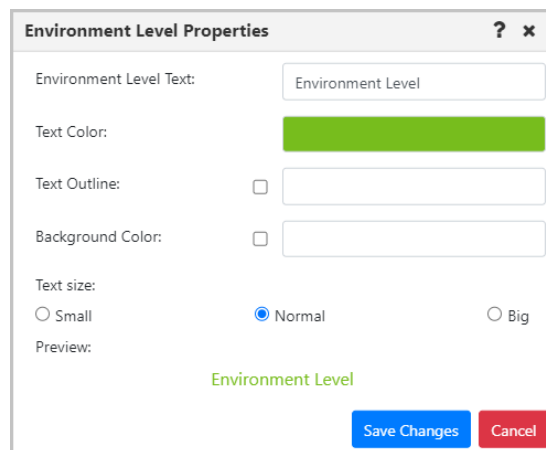 Environment Level Properties ? ×
Environment Level Text: Environment Level
Text Color:
Text Outline:
Background Color:
Text size:
Small Normal Big
Preview:
Environment Level
Save Changes Cancel